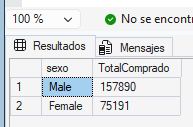 100 %
No se encontr
Resultados Mensajes
sexo TotalComprado
1 Male 157890
2 Female 75191